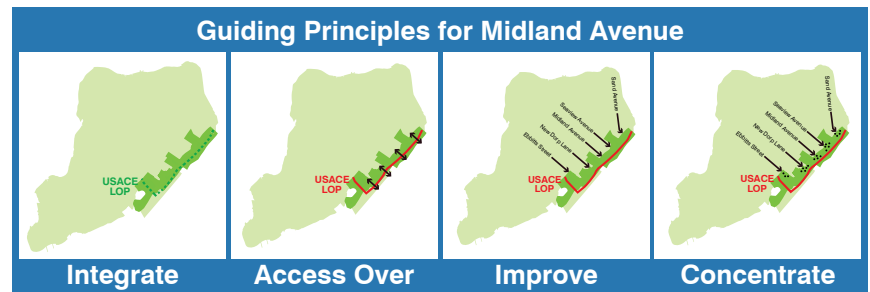 Guiding Principles for Midland Avenue
USACE
LOP
Integrate
USACE
LOP
Access Over
Sand Avenue
Seaview Avenue
Midland Avenue
New Dorp Lane
Ebbitts Street
USACE
LOP
Improve
Sand Avenue
Seaview Avenue
Midland Avenue
New Dorp Lane
Ebbitts Street
USACE
LOP
Concentrate